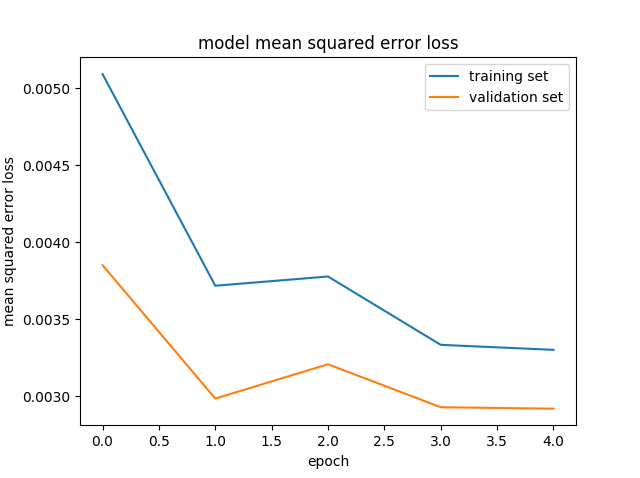 model mean squared error loss
training set
validation set
mean squared error loss
0.0050
0.0045
0.0040
0.0035
0.0030
0.0 0.5 1.0 1.5 2.0 2.5 3.0 3.5 4.0
epoch